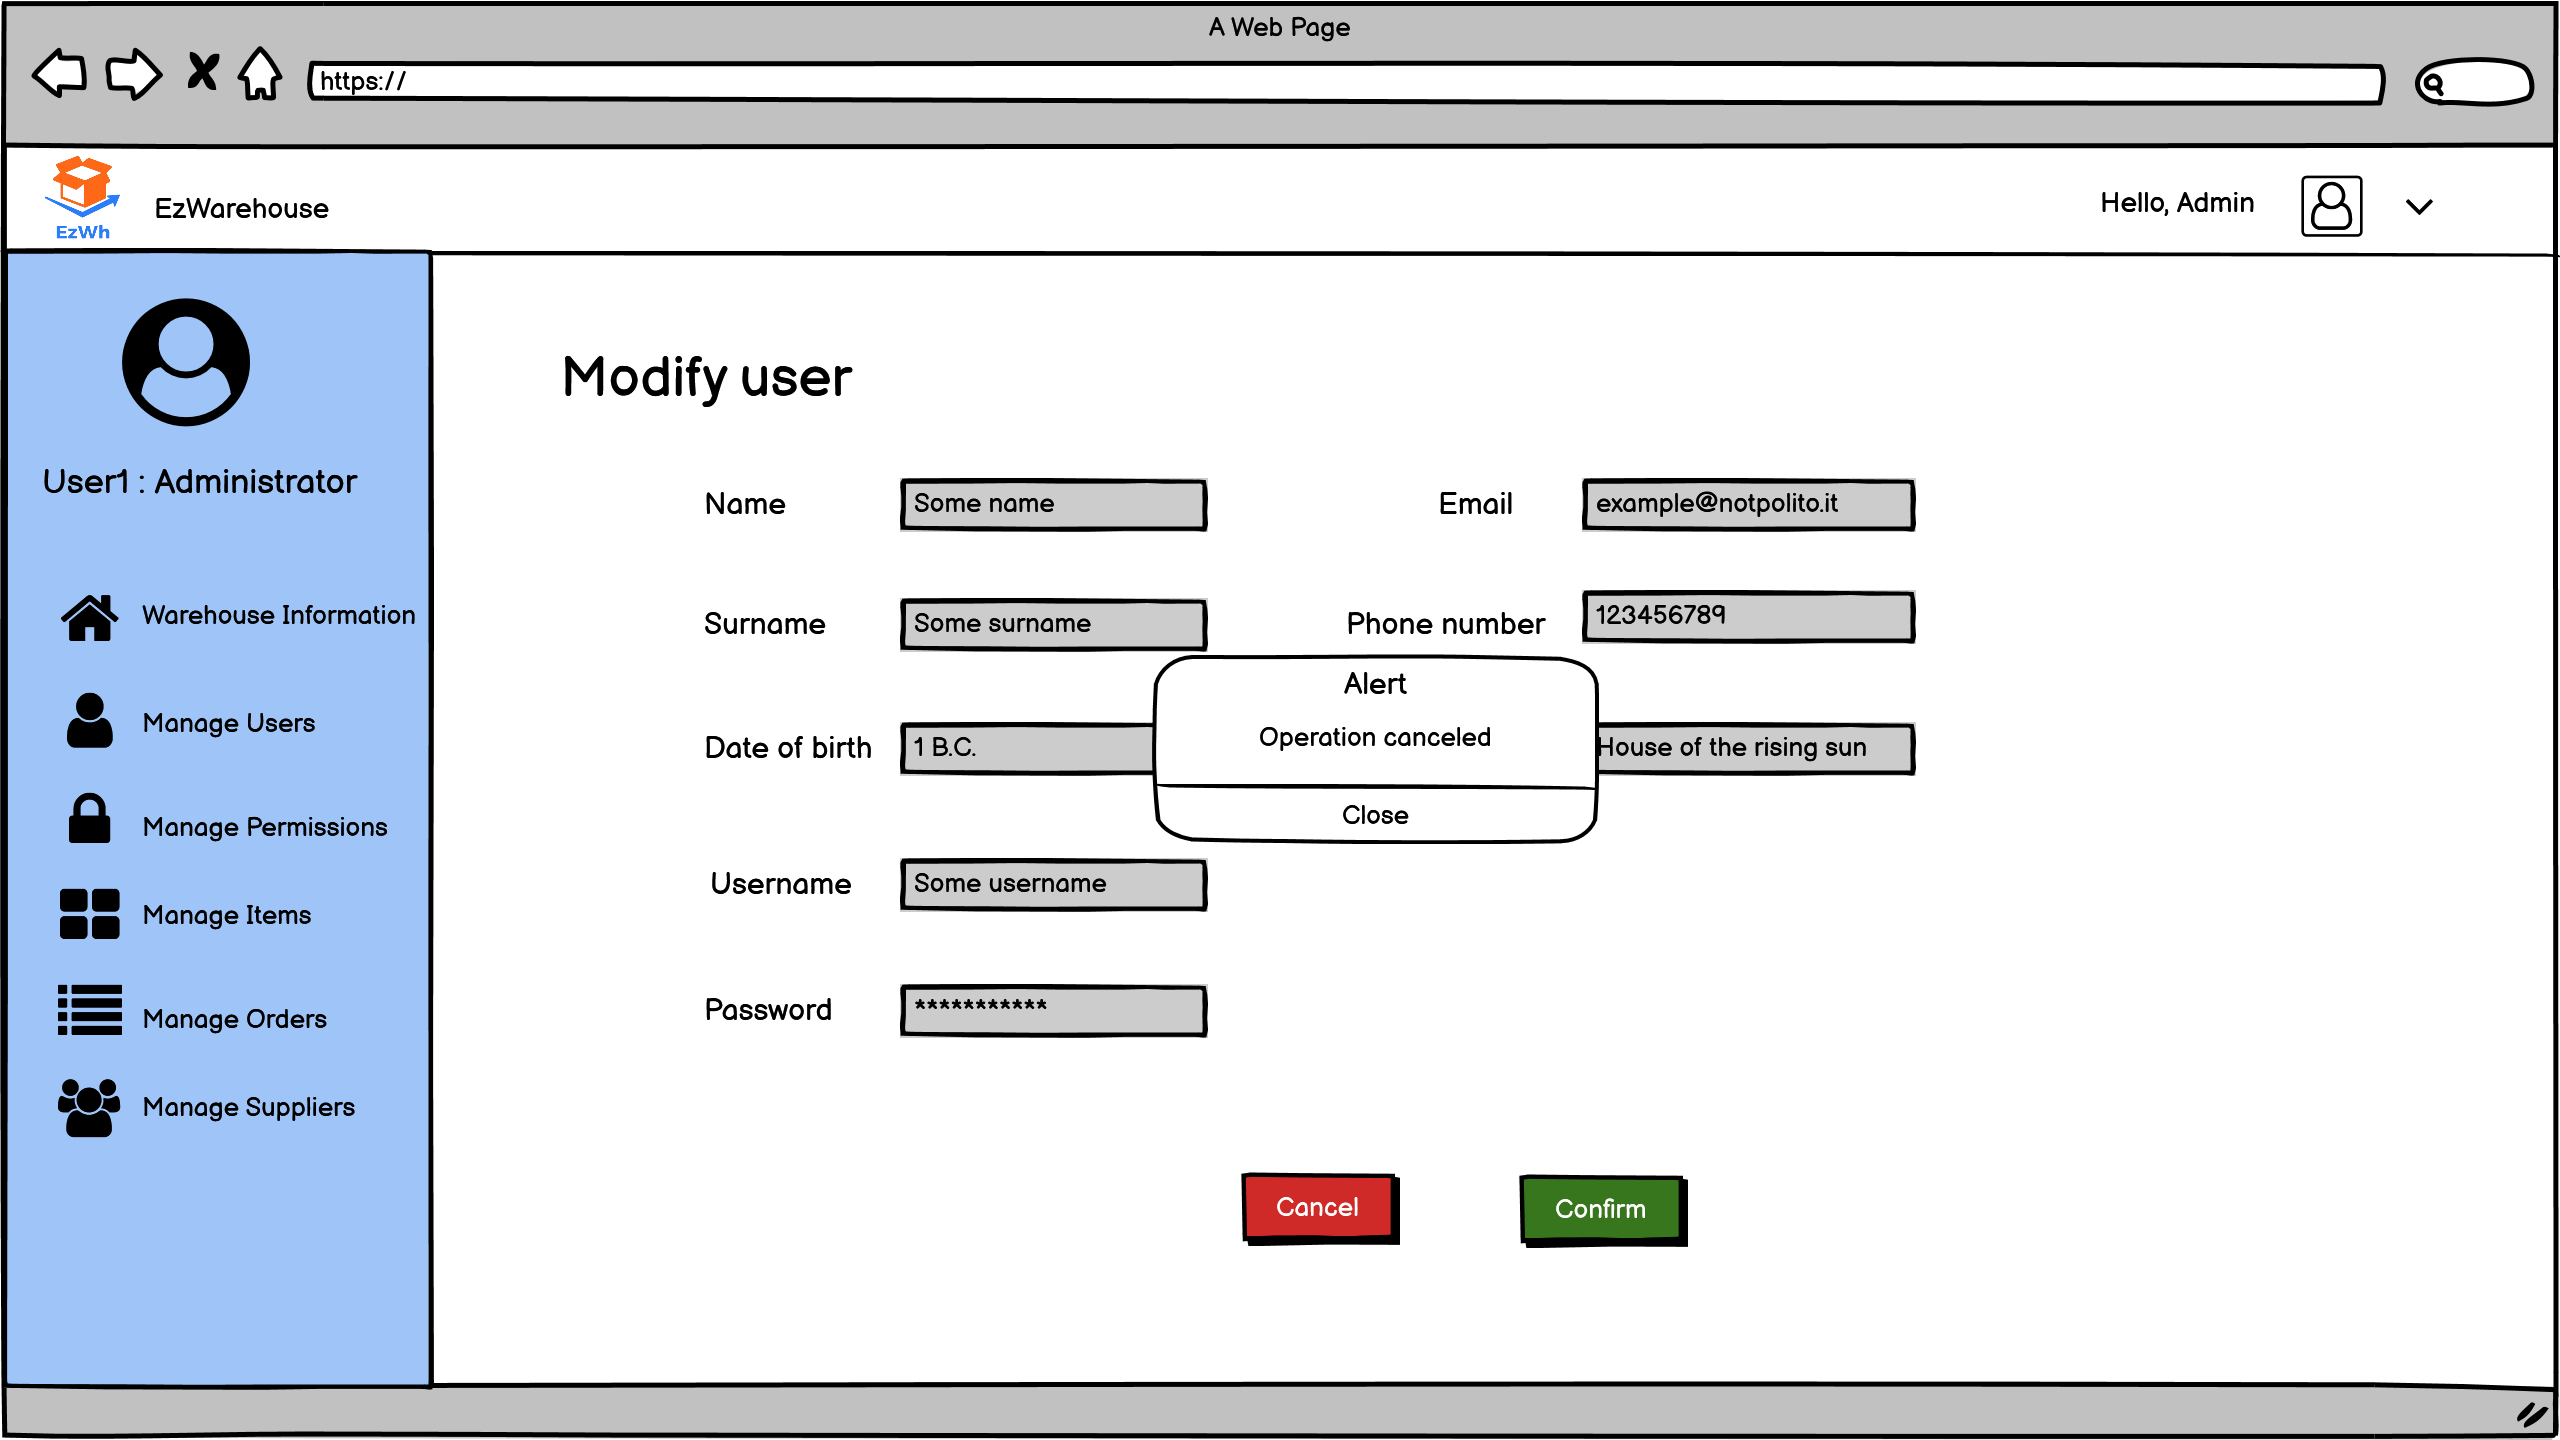 A Web Page
https://
EzWh
EzWarehouse
Hello, Admin
User1 : Administrator
Warehouse Information
Manage Users
Manage Permissions
Manage Items
Manage Orders
Manage Suppliers
Modify user
Name
Some name
Email
example@notpolito.it
Surname
Some surname
Phone number
123456789
Date of birth
1 B.C.
House of the rising sun
Alert
Operation canceled
Close
Username
Some username
Password
***********
Cancel
Confirm